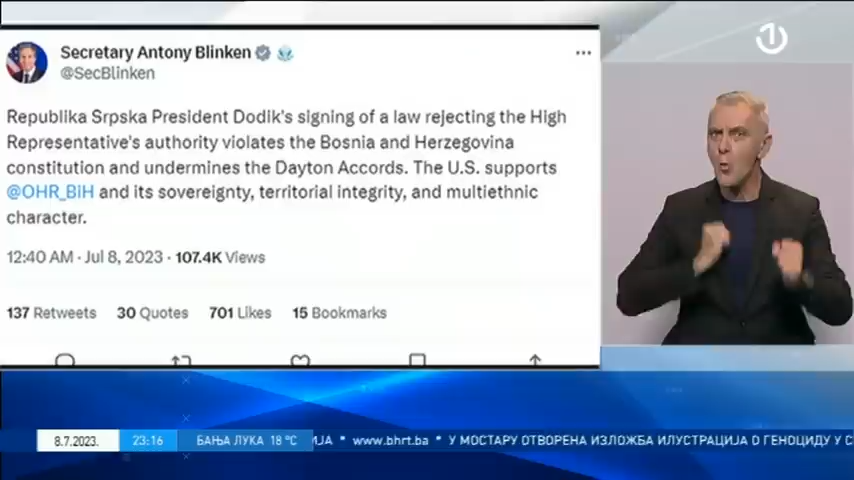 Secretary Antony Blinken
@SecBlinken
Republika Srpska President Dodik's signing of a law rejecting the High
Representative's authority violates the Bosnia and Herzegovina
constitution and undermines the Dayton Accords. The U.S. supports
@OHR_BiH and its sovereignty, territorial integrity, and multiethnic
character.
12:40 AM · Jul 8, 2023 · 107.4K Views
137 Retweets 30 Quotes 701 Likes 15 Bookmarks
1
8.7.2023. 23:16 БАЊА ЛУКА 18 °C ИЈА * www.bhrt.ba * У МОСТАРУ ОТВОРЕНА ИЗЛОЖБА ИЛУСТРАЦИЈА О ГЕНОЦИДУ У С